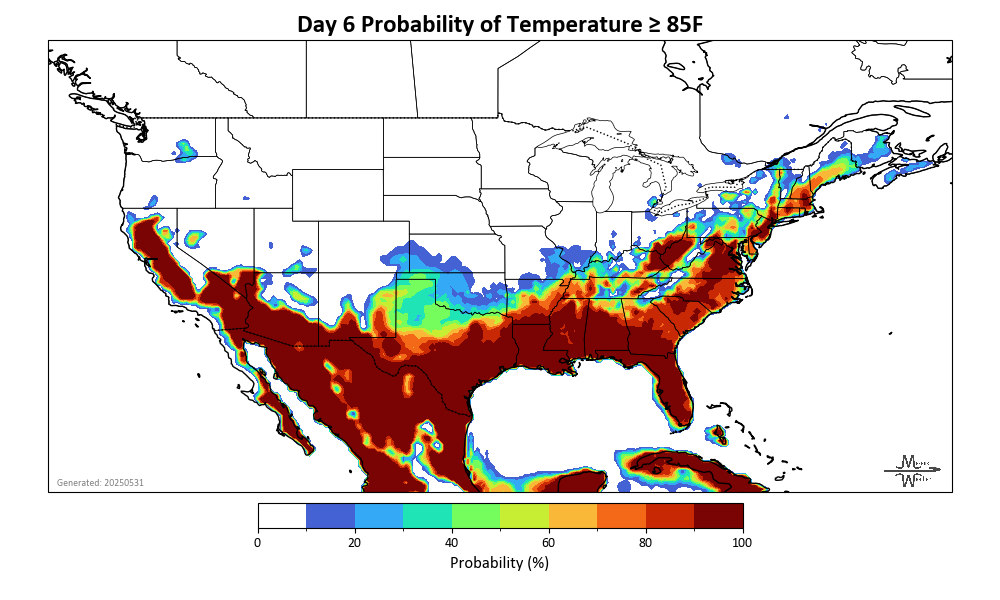 Day 6 Probability of Temperature ≥ 85F
Generated: 20250531
0 20 40 60 80 100
Probability (%)